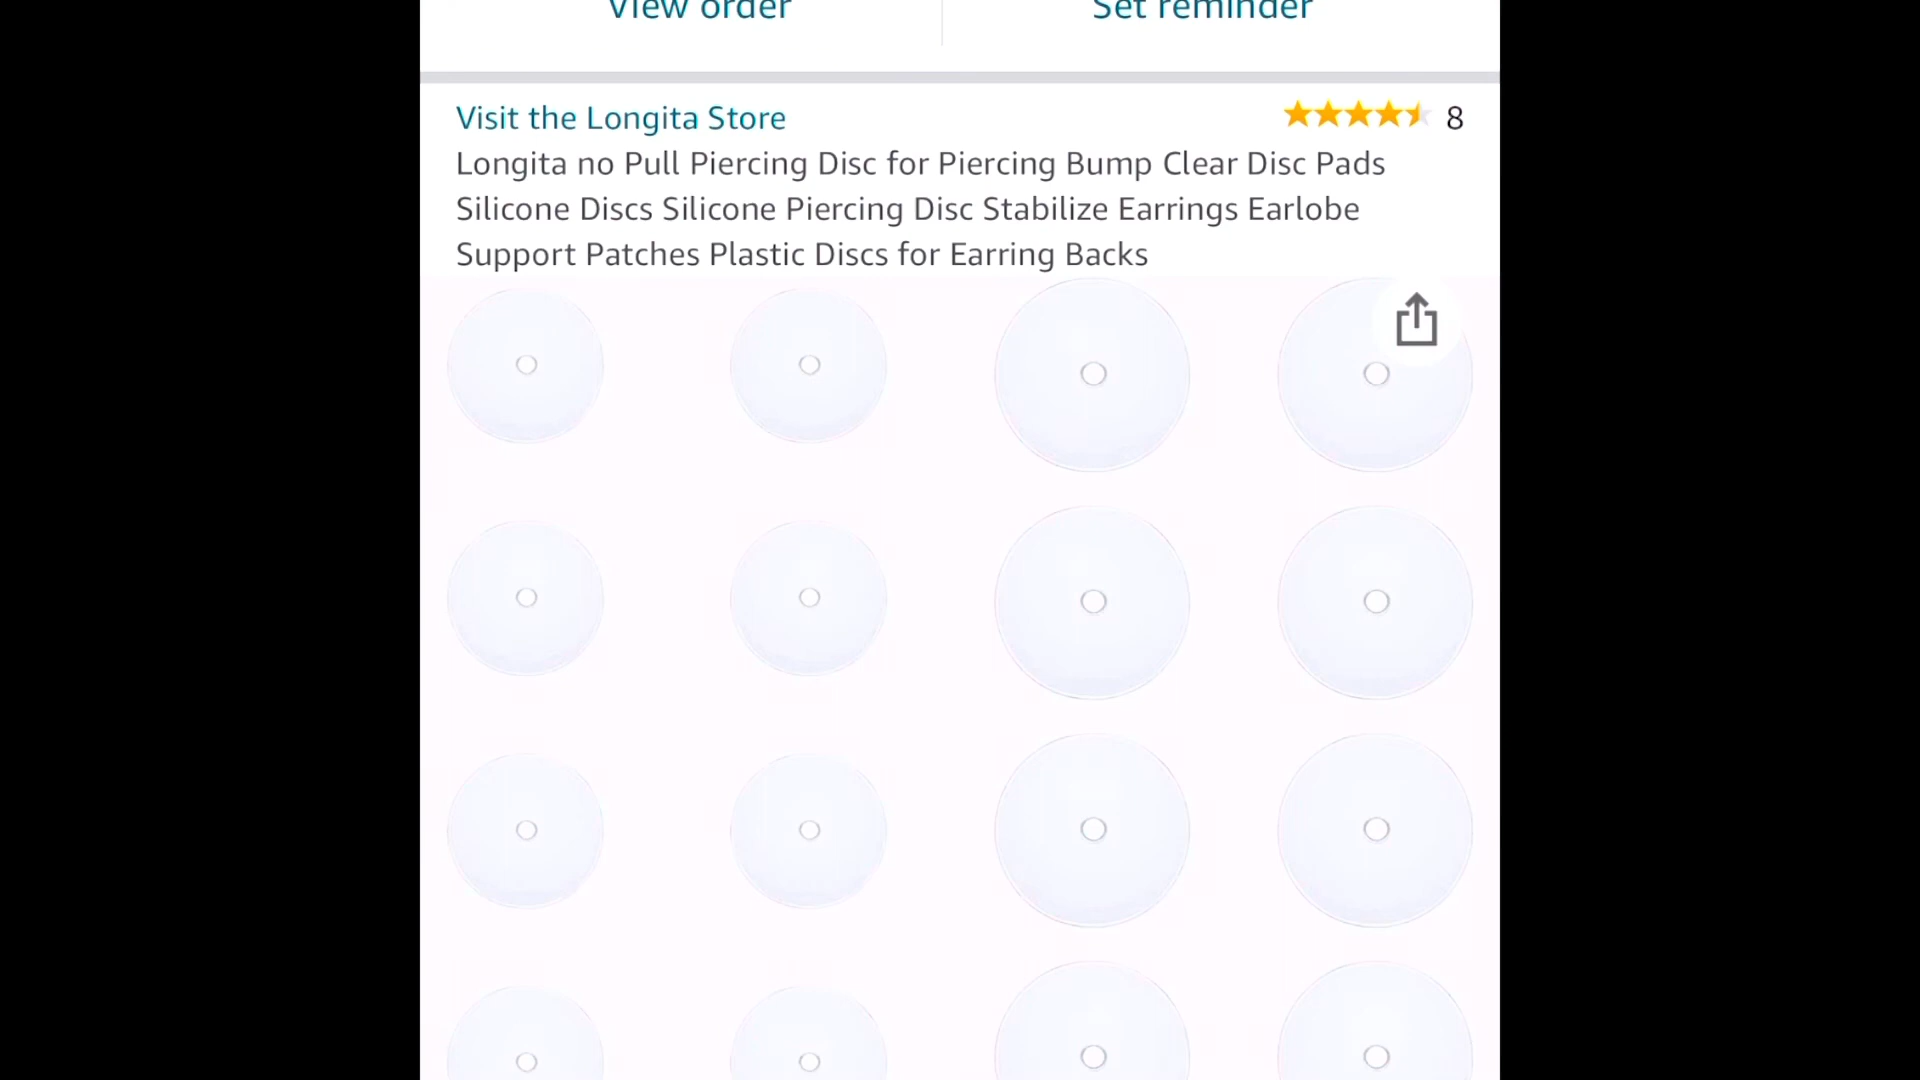 View order
Set reminder
Visit the Longita Store
8
Longita no Pull Piercing Disc for Piercing Bump Clear Disc Pads
Silicone Discs Silicone Piercing Disc Stabilize Earrings Earlobe
Support Patches Plastic Discs for Earring Backs